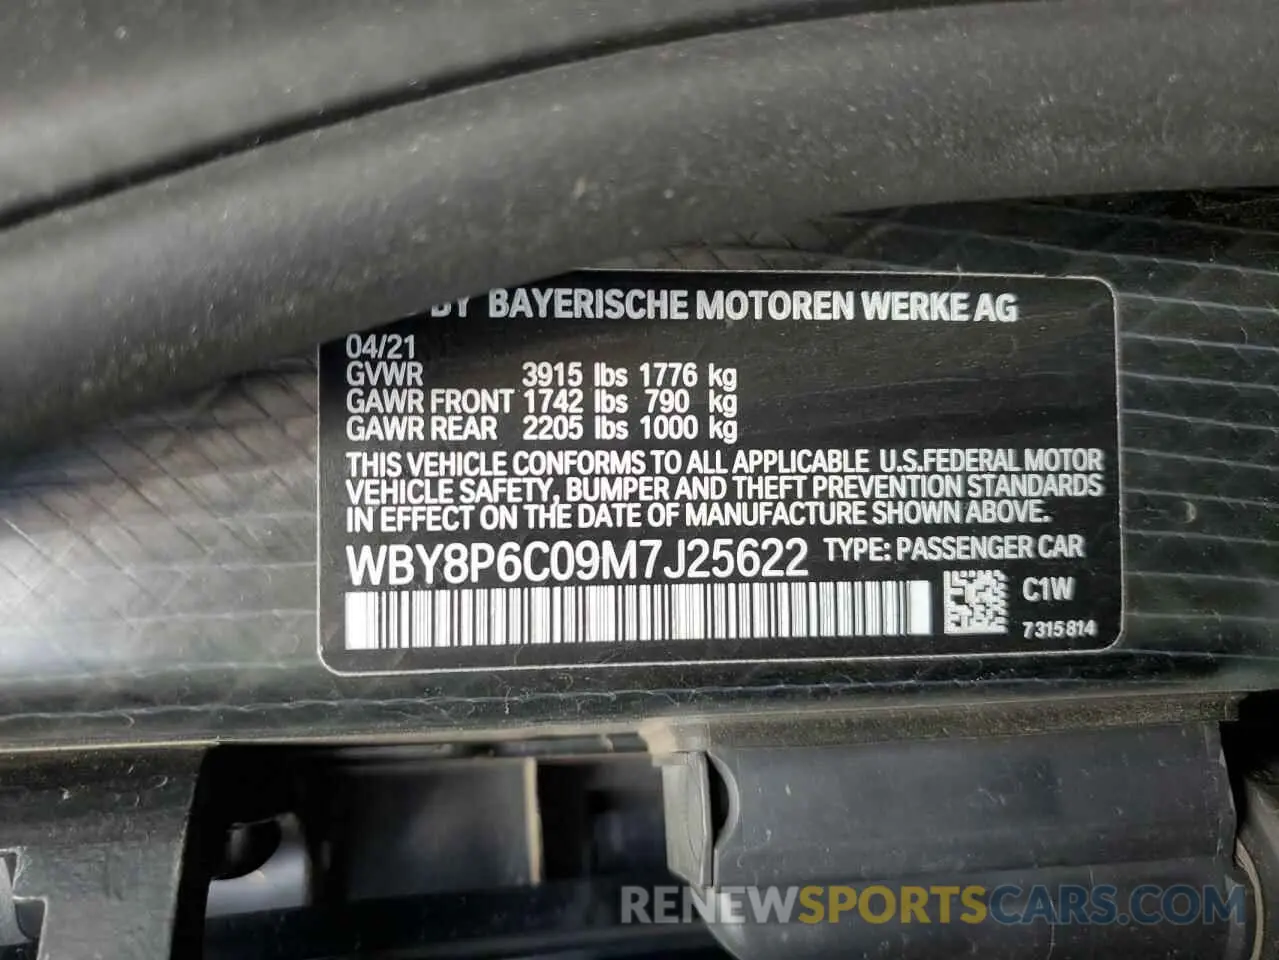 BY BAYERISCHE MOTOREN WERKE AG
04/21
GVWR 3915 lbs 1776 kg
GAWR FRONT 1742 lbs 790 kg
GAWR REAR 2205 lbs 1000 kg
THIS VEHICLE CONFORMS TO ALL APPLICABLE U.S.FEDERAL MOTOR
VEHICLE SAFETY, BUMPER AND THEFT PREVENTION STANDARDS
IN EFFECT ON THE DATE OF MANUFACTURE SHOWN ABOVE.
WBY8P6C09M7J25622 TYPE: PASSENGER CAR
C1W
7315814
RENEWSPORTSCARS.COM